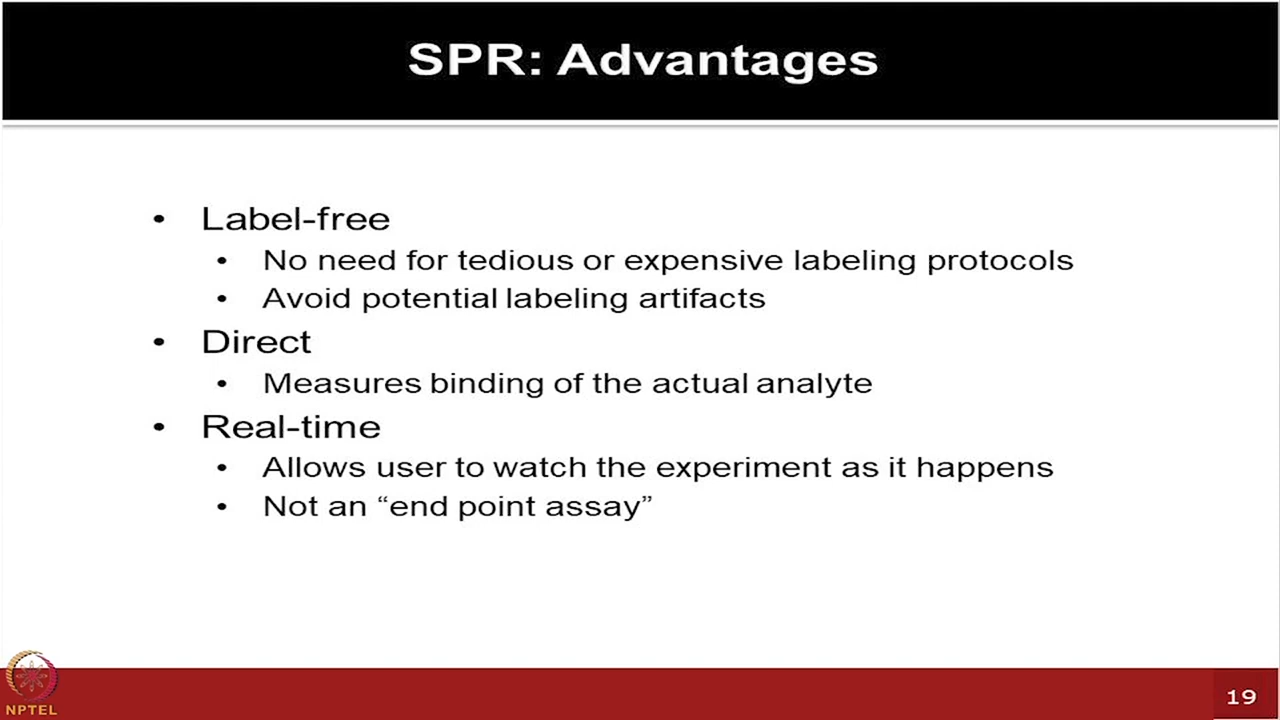 SPR: Advantages
• Label-free
• No need for tedious or expensive labeling protocols
• Avoid potential labeling artifacts
• Direct
• Measures binding of the actual analyte
• Real-time
• Allows user to watch the experiment as it happens
• Not an “end point assay”
NPTEL
19